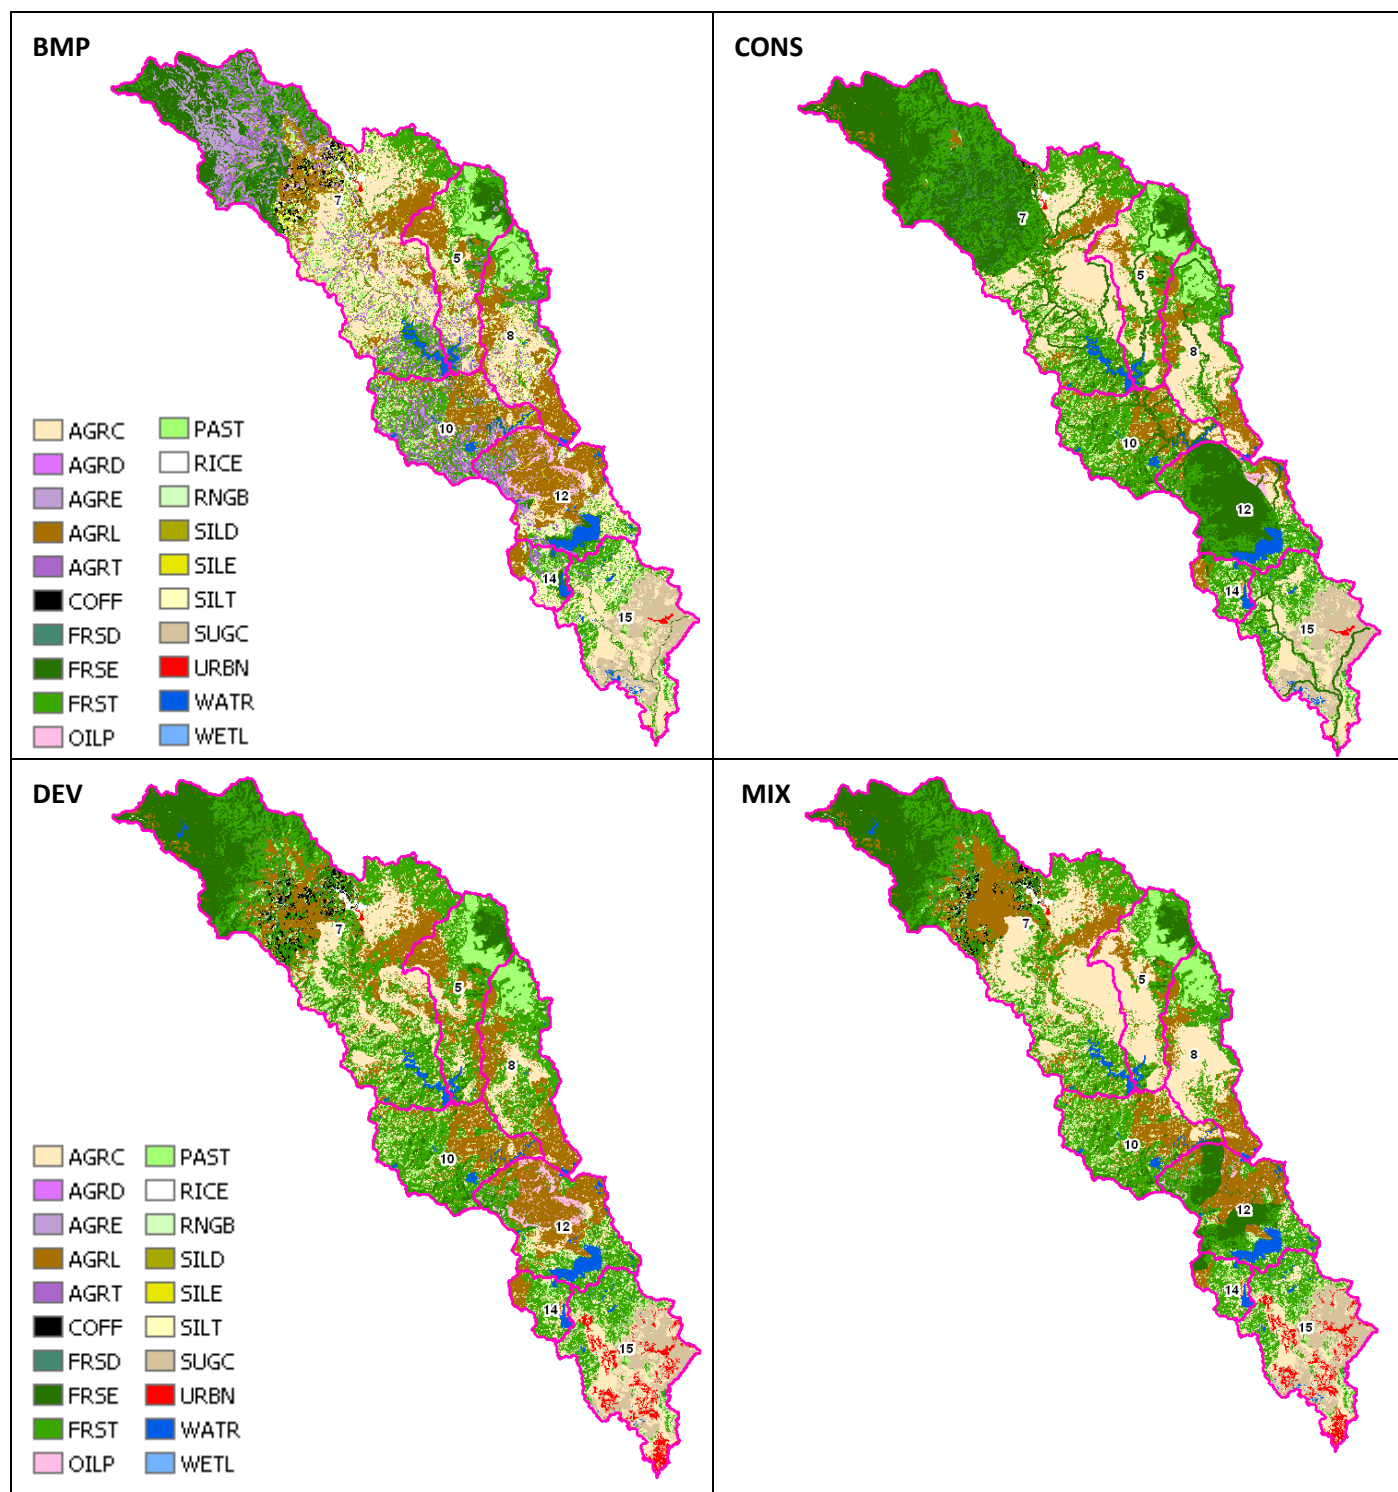 BMP
7
5
8
10
12
14
15
AGRC PAST
AGRD RICE
AGRE RNGB
AGRL SILD
AGRT SILE
COFF SILT
FRSD SUGC
FRSE URBN
FRST WATR
OILP WETL
CONS
7
5
8
10
12
14
15
DEV
7
5
8
10
12
14
15
AGRC PAST
AGRD RICE
AGRE RNGB
AGRL SILD
AGRT SILE
COFF SILT
FRSD SUGC
FRSE URBN
FRST WATR
OILP WETL
MIX
7
5
8
10
12
14
15